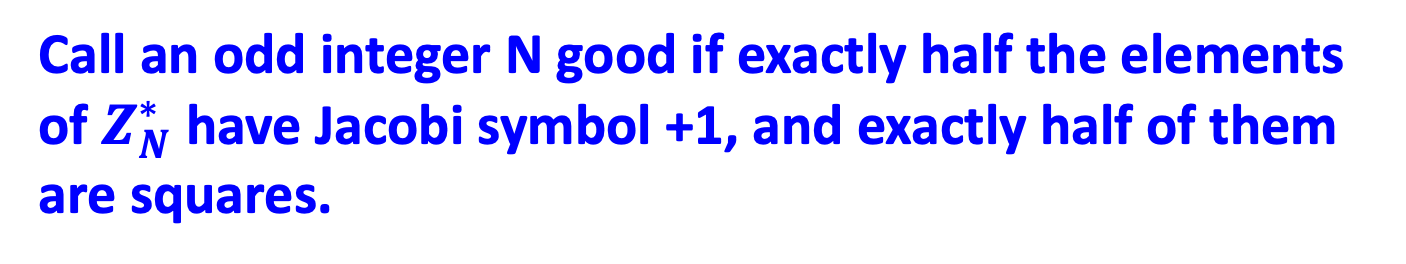 Call an odd integer N good if exactly half the elements
of $Z_N^*$ have Jacobi symbol +1, and exactly half of them
are squares.